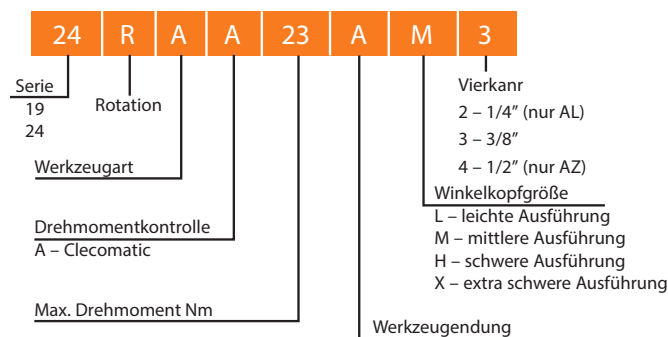 24 R A A 23 A M 3
Serie
19
24
Rotation
Werkzeugart
Drehmomentkontrolle
A – Clecomatic
Max. Drehmoment Nm
Vierkanr
2 – 1/4” (nur AL)
3 – 3/8”
4 – 1/2” (nur AZ)
Winkelkopfgröße
L – leichte Ausführung
M – mittlere Ausführung
H – schwere Ausführung
X – extra schwere Ausführung
Werkzeugendung